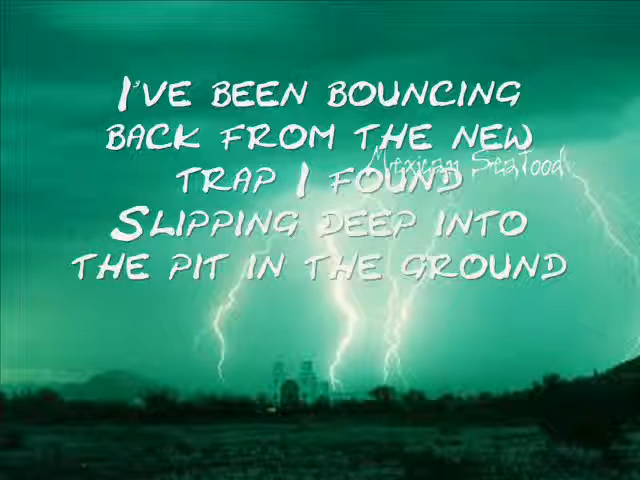 I'VE BEEN BOUNCING
BACK FROM THE NEW
Mexican Seafood
TRAP I FOUND
SLIPPING DEEP INTO
THE PIT IN THE GROUND